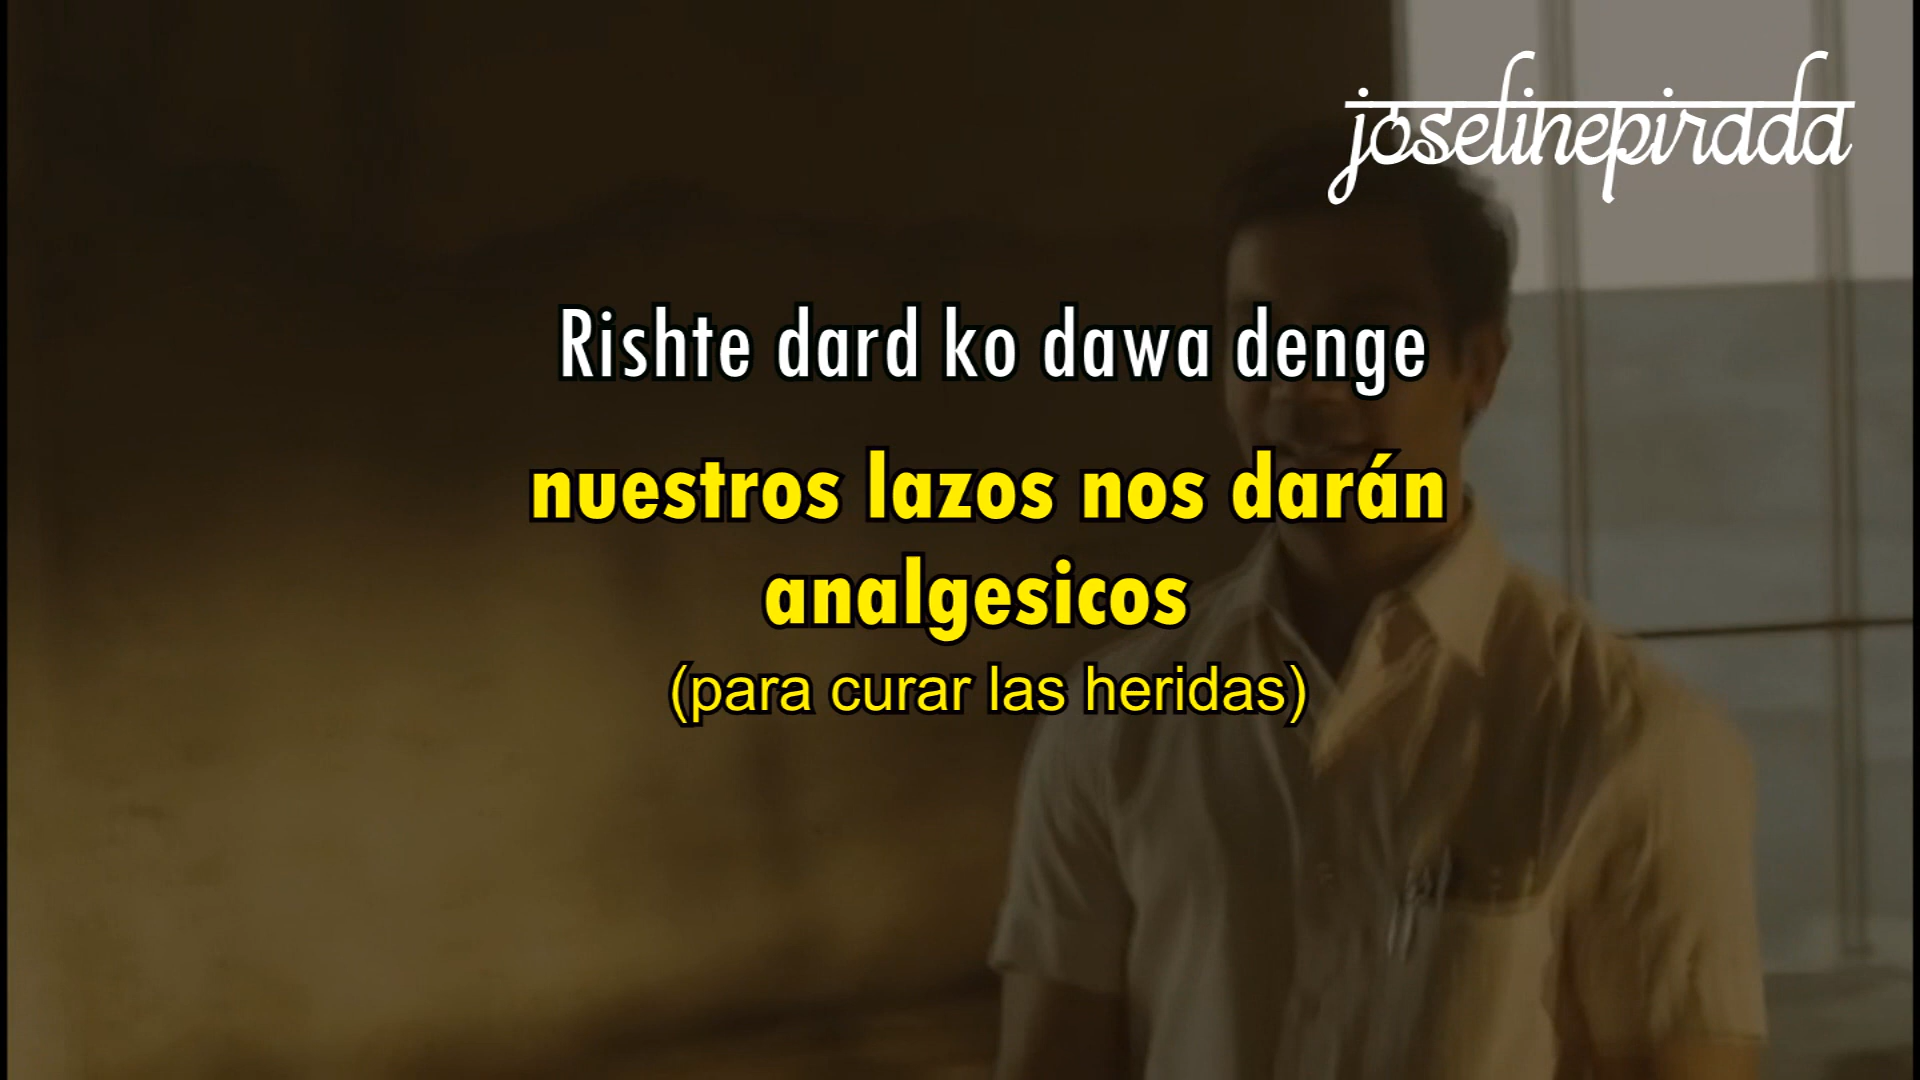 joselinepirada
Rishte dard ko dawa denge
nuestros lazos nos darán
analgesicos
(para curar las heridas)